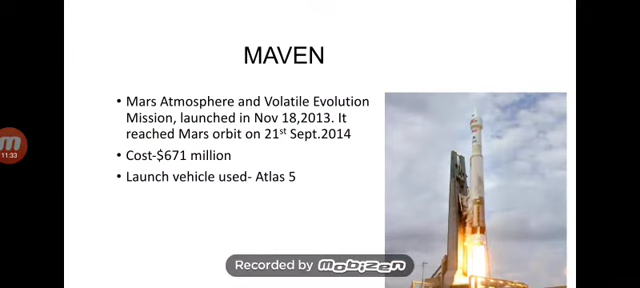 MAVEN
• Mars Atmosphere and Volatile Evolution
Mission, launched in Nov 18,2013. It
reached Mars orbit on 21st Sept.2014
• Cost-$671 million
• Launch vehicle used- Atlas 5
m
11:33
Recorded by mobizen